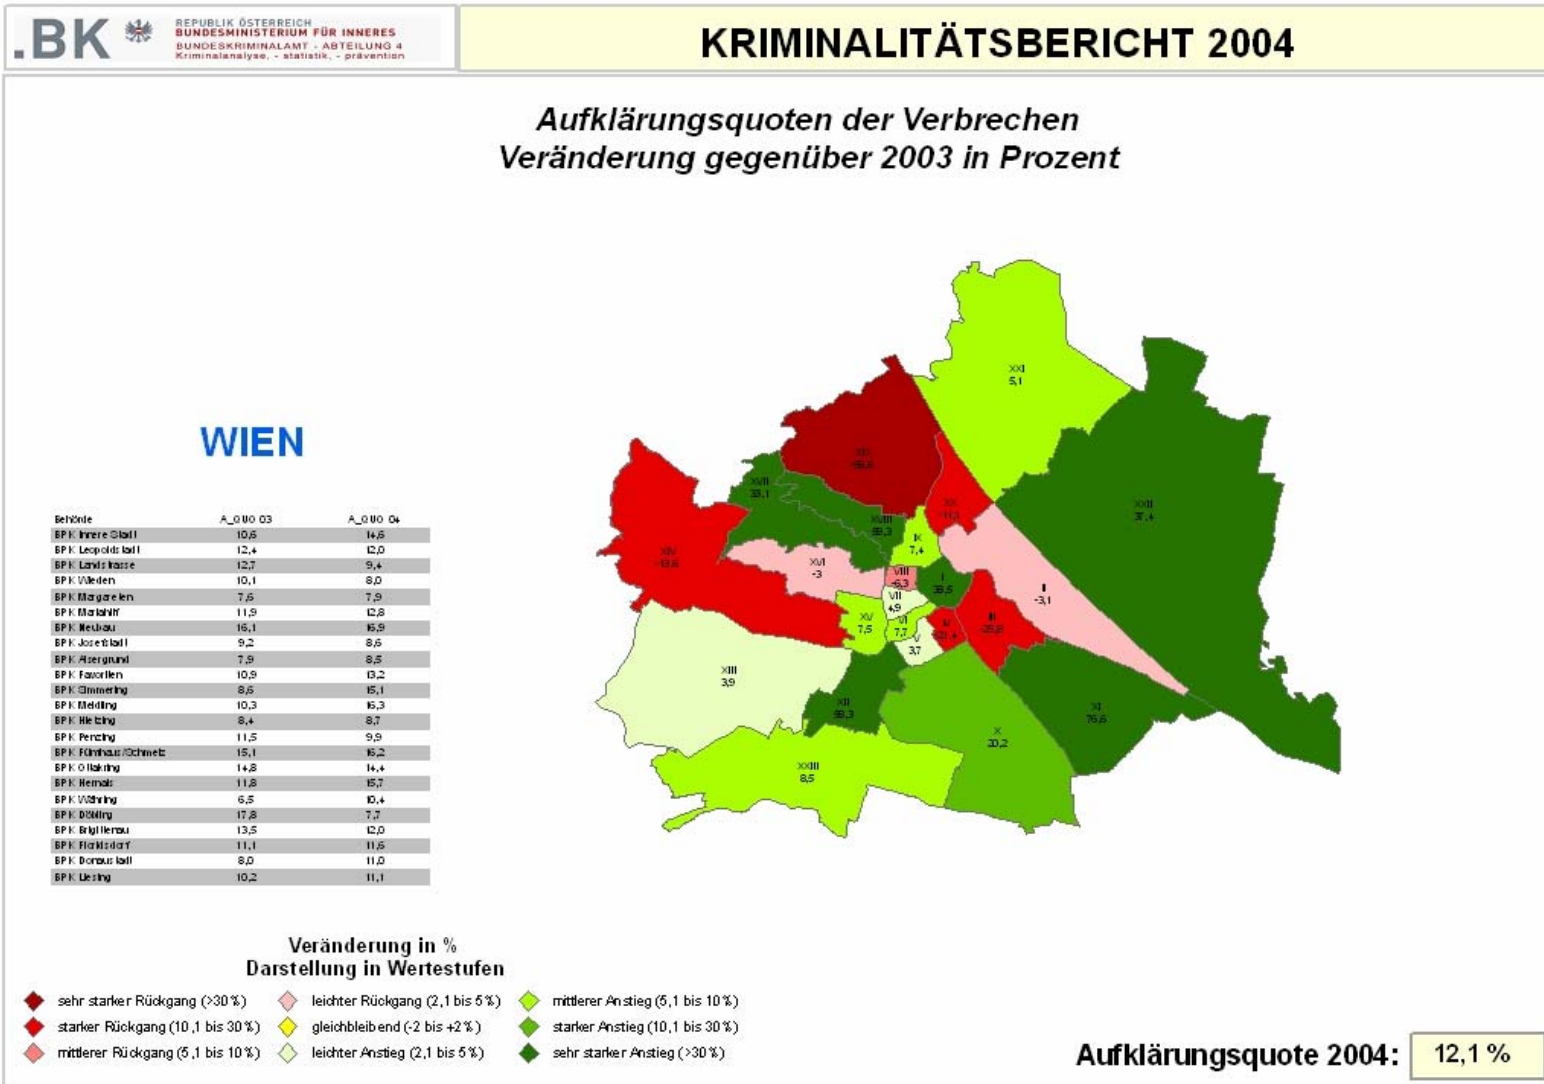 .BK
REPUBLIK ÖSTERREICH
BUNDESMINISTERIUM FÜR INNERES
BUNDESKRIMINALAMT - ABTEILUNG 4
Kriminalanalyse, - statistik, - prävention
KRIMINALITÄTSBERICHT 2004
Aufklärungsquoten der Verbrechen
Veränderung gegenüber 2003 in Prozent
WIEN
Behörde A_QUO 03 A_QUO 04
BPK Innere Stadt 10,6 14,6
BPK Leopoldstadt 12,4 12,0
BPK Landstrasse 12,7 9,4
BPK Wieden 10,1 8,0
BPK Margareten 7,6 7,9
BPK Mariahilf 11,9 12,8
BPK Neubau 16,1 16,9
BPK Josefstadt 9,2 8,6
BPK Alsergrund 7,9 8,5
BPK Favoriten 10,9 13,2
BPK Simmering 8,6 15,1
BPK Meidling 10,3 16,3
BPK Hietzing 8,4 8,7
BPK Penzing 11,5 9,9
BPK Fünfhaus/Schmelz 15,1 16,2
BPK Ottakring 14,8 14,4
BPK Hernals 11,8 15,7
BPK Währing 6,5 10,4
BPK Döbling 17,8 7,7
BPK Brigittenau 13,5 12,0
BPK Floridsdorf 11,1 11,6
BPK Donaustadt 8,0 11,0
BPK Liesing 10,2 11,1
XXI
5,1
XXII
37,4
XVII
33,1
XVIII
XX
-11,1
IX
7,4
XIV
-13,6
XVI
-3
VIII
-6,3
I
38,5
II
-3,1
VII
4,9
XV
7,5
VI
7,7
IV
-21,4
III
-25,8
V
3,7
XIII
3,9
XII
XI
76,6
X
20,2
XXIII
8,5
Veränderung in %
Darstellung in Wertestufen
sehr starker Rückgang (>30%)
starker Rückgang (10,1 bis 30%)
mittlerer Rückgang (5,1 bis 10%)
leichter Rückgang (2,1 bis 5%)
gleichbleibend (-2 bis +2%)
leichter Anstieg (2,1 bis 5%)
mittlerer Anstieg (5,1 bis 10%)
starker Anstieg (10,1 bis 30%)
sehr starker Anstieg (>30%)
Aufklärungsquote 2004: 12,1 %